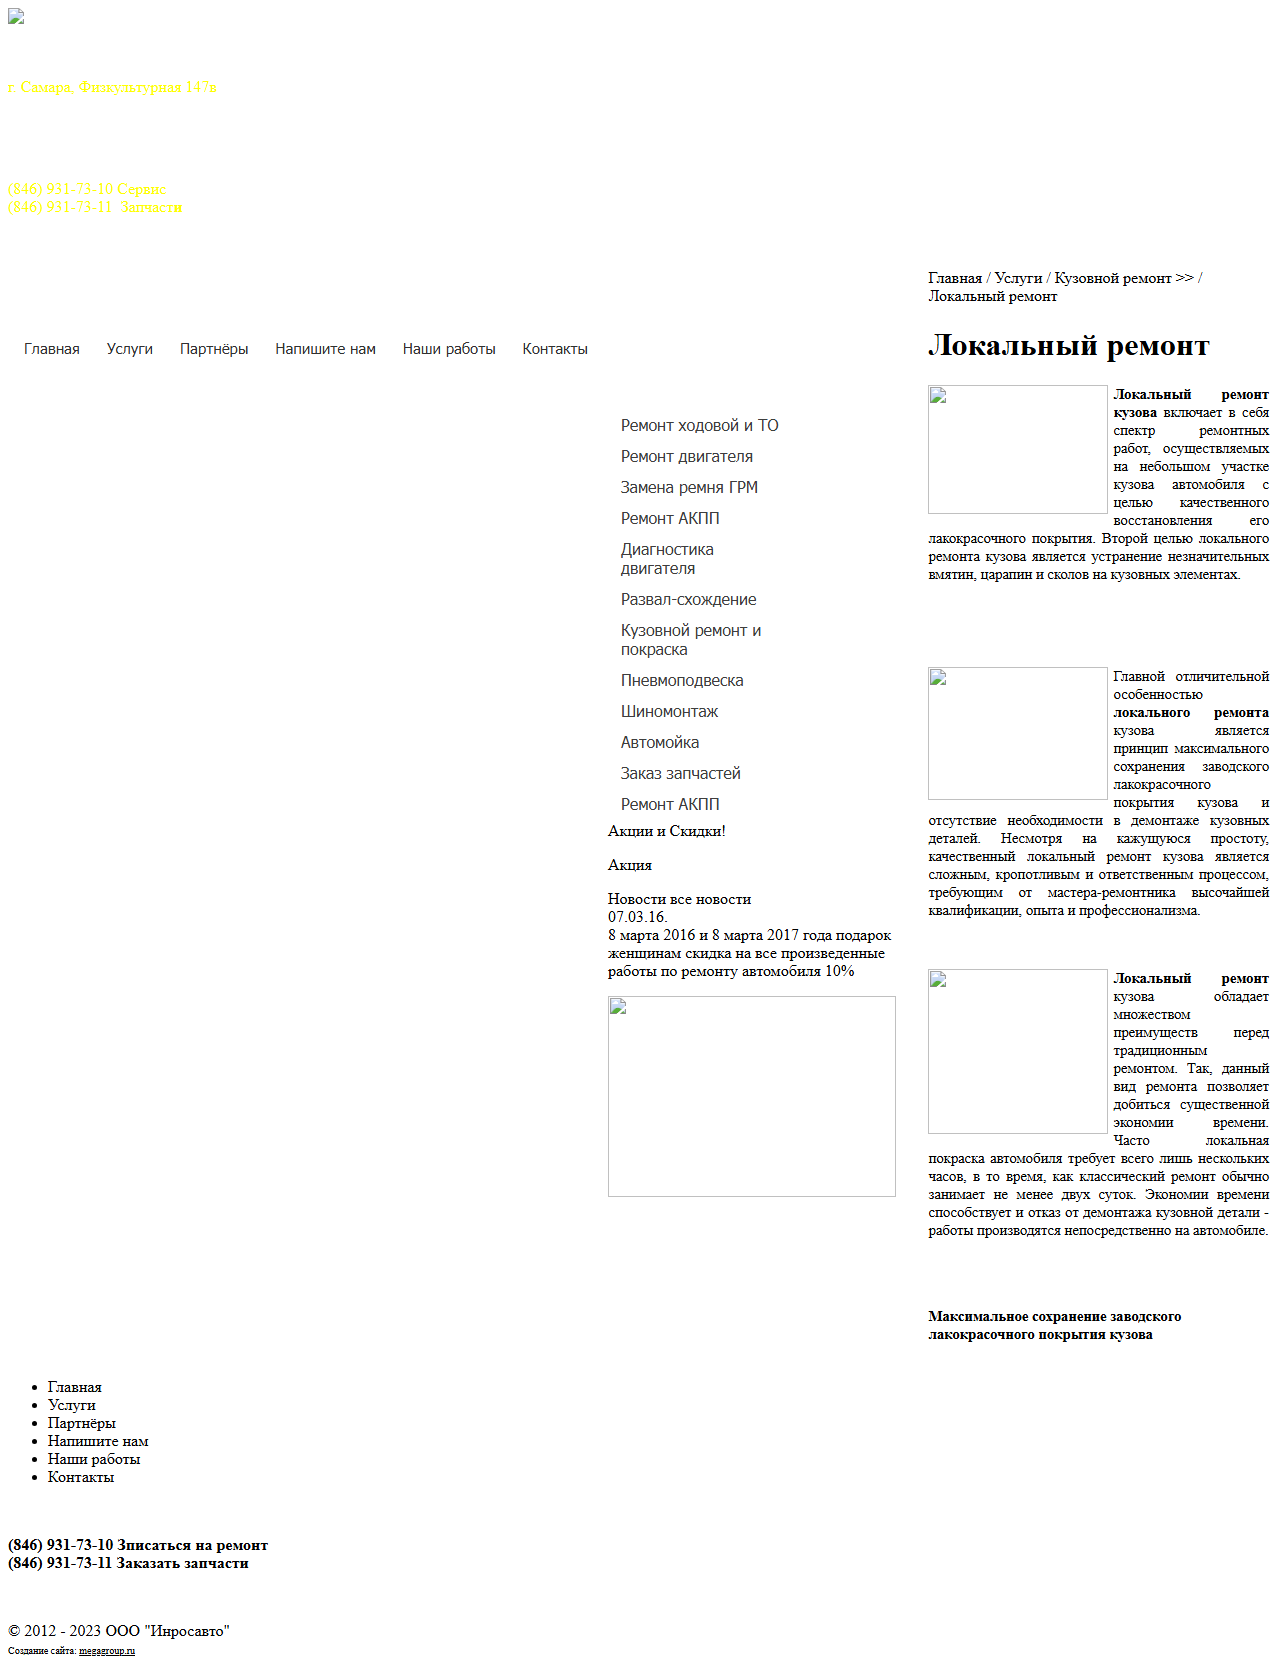 г. Самара, Физкультурная 147в
(846) 931-73-10 Сервис
(846) 931-73-11  Запчасти
Главная Услуги Партнёры Напишите нам Наши работы Контакты
Ремонт ходовой и ТО
Ремонт двигателя
Замена ремня ГРМ
Ремонт АКПП
Диагностика
двигателя
Развал-схождение
Кузовной ремонт и
покраска
Пневмоподвеска
Шиномонтаж
Автомойка
Заказ запчастей
Ремонт АКПП
Акции и Скидки!
Акция
Новости все новости
07.03.16.
8 марта 2016 и 8 марта 2017 года подарок
женщинам скидка на все произведенные
работы по ремонту автомобиля 10%
Главная / Услуги / Кузовной ремонт >> /
Локальный ремонт
Локальный ремонт
Локальный ремонт
кузова включает в себя
спектр ремонтных
работ, осуществляемых
на небольшом участке
кузова автомобиля с
целью качественного
восстановления его
лакокрасочного покрытия. Второй целью локального
ремонта кузова является устранение незначительных
вмятин, царапин и сколов на кузовных элементах.
Главной отличительной
особенностью
локального ремонта
кузова является
принцип максимального
сохранения заводского
лакокрасочного
покрытия кузова и
отсутствие необходимости в демонтаже кузовных
деталей. Несмотря на кажущуюся простоту,
качественный локальный ремонт кузова является
сложным, кропотливым и ответственным процессом,
требующим от мастера-ремонтника высочайшей
квалификации, опыта и профессионализма.
Локальный ремонт
кузова обладает
множеством
преимуществ перед
традиционным
ремонтом. Так, данный
вид ремонта позволяет
добиться существенной
экономии времени.
Часто локальная
покраска автомобиля требует всего лишь нескольких
часов, в то время, как классический ремонт обычно
занимает не менее двух суток. Экономии времени
способствует и отказ от демонтажа кузовной детали -
работы производятся непосредственно на автомобиле.
Максимальное сохранение заводского
лакокрасочного покрытия кузова
Главная
Услуги
Партнёры
Напишите нам
Наши работы
Контакты
(846) 931-73-10 Зписаться на ремонт
(846) 931-73-11 Заказать запчасти
© 2012 - 2023 ООО "Инросавто"
Создание сайта: megagroup.ru